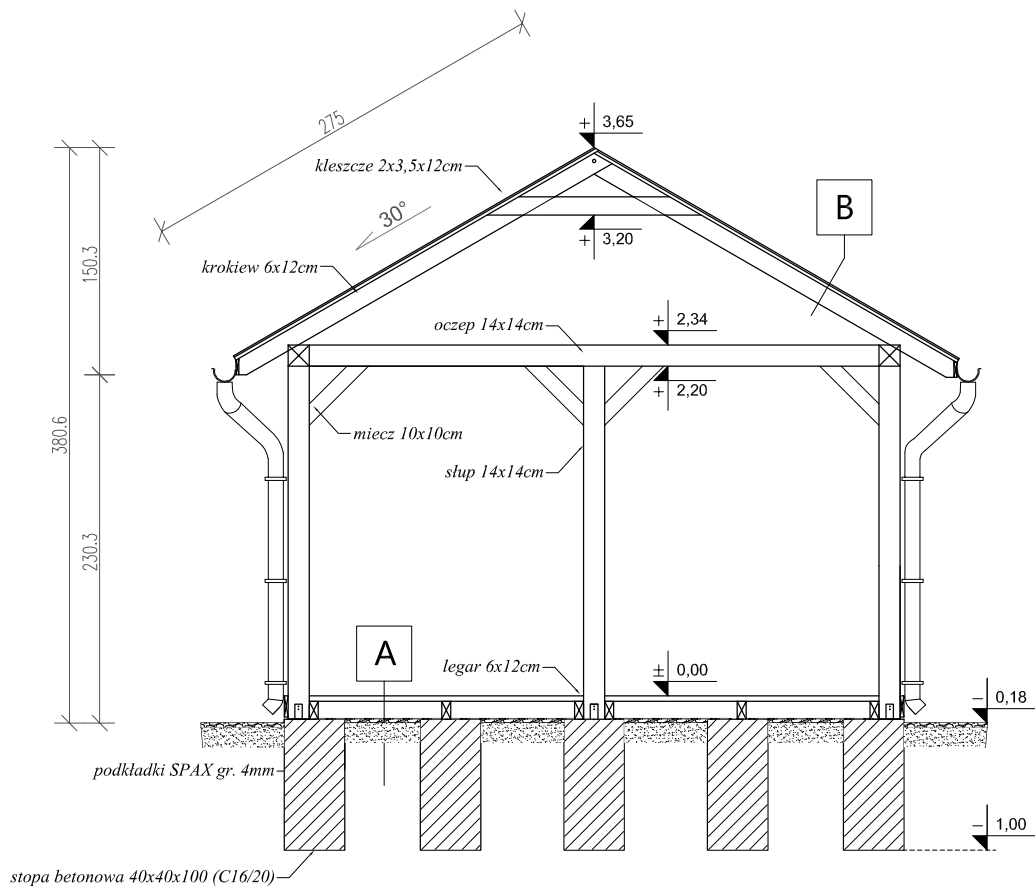 275
+ 3,65
kleszcze 2x3,5x12cm
30°
B
+ 3,20
150.3
krokiew 6x12cm
oczep 14x14cm
+ 2,34
+ 2,20
380.6
miecz 10x10cm
słup 14x14cm
230.3
A
legar 6x12cm
± 0,00
− 0,18
podkładki SPAX gr. 4mm
− 1,00
stopa betonowa 40x40x100 (C16/20)